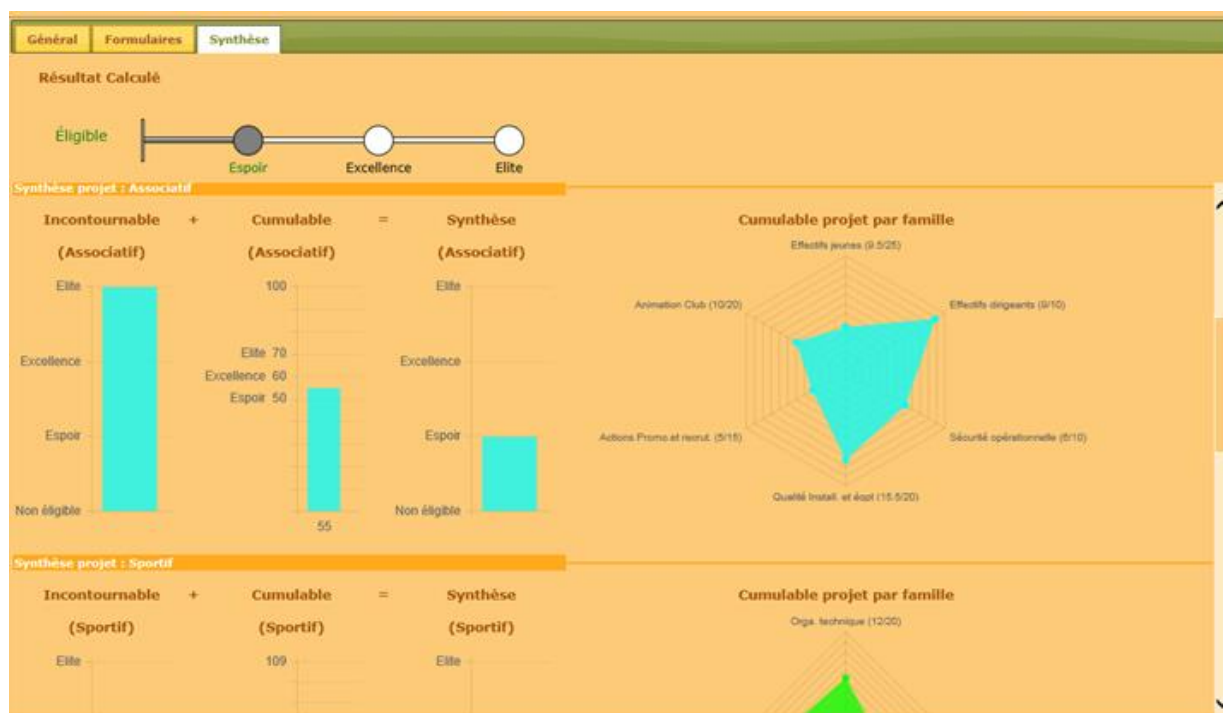 Général Formulaires Synthèse
Résultat Calculé
Éligible
Espoir Excellence Elite
Synthèse projet : Associatif
Incontournable + Cumulable = Synthèse
(Associatif) (Associatif) (Associatif)
Elite
Excellence
Espoir
Non éligible
100
Elite 70
Excellence 60
Espoir 50
55
Elite
Excellence
Espoir
Non éligible
Cumulable projet par famille
Effectifs jeunes (9.5/25)
Animation Club (10/20)
Effectifs dirigeants (9/10)
Actions Promo et recrut. (5/15)
Sécurité opérationnelle (6/10)
Qualité Install. et éqpt (15.5/20)
Synthèse projet : Sportif
Incontournable + Cumulable = Synthèse
(Sportif) (Sportif) (Sportif)
Elite
109
Elite
Cumulable projet par famille
Orga. technique (12/20)